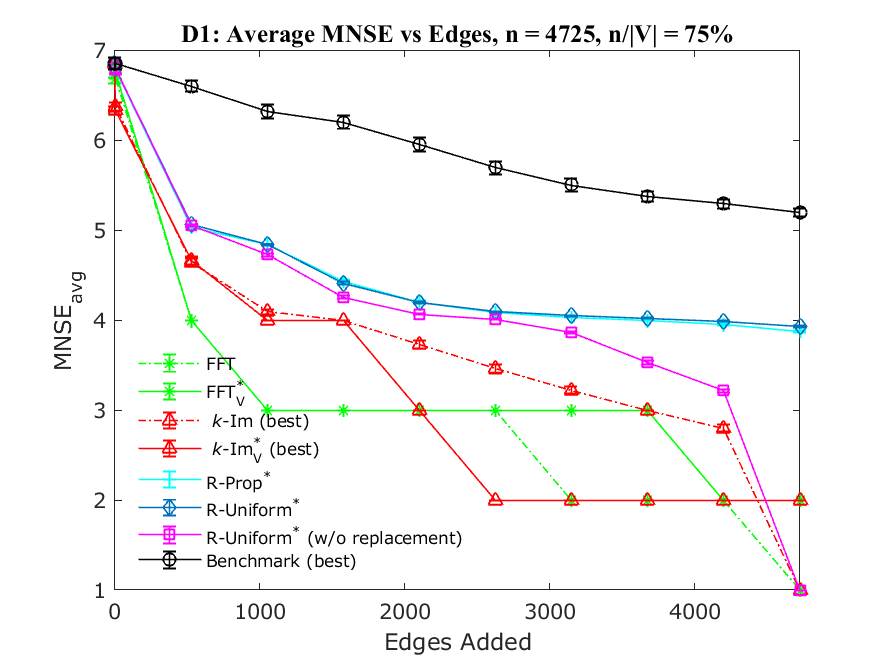 D1: Average MNSE vs Edges, n = 4725, n/|V| = 75%
7
6
5
4
3
2
1
MNSE_avg
FFT
FFT*_V
k-Im (best)
k-Im*_V (best)
R-Prop*
R-Uniform*
R-Uniform* (w/o replacement)
Benchmark (best)
0 1000 2000 3000 4000
Edges Added